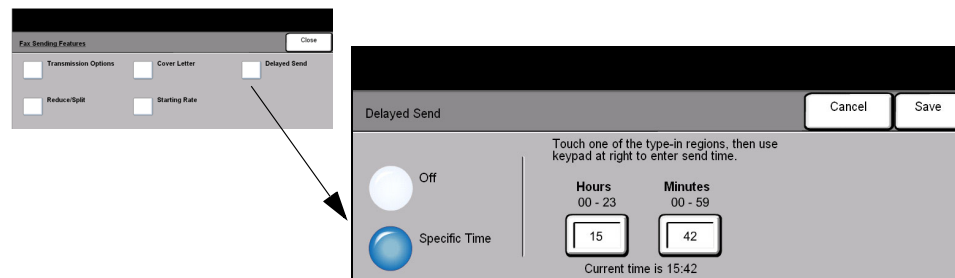 Fax Sending Features
Close
Transmission Options
Cover Letter
Delayed Send
Reduce/Split
Starting Rate
Delayed Send
Cancel
Save
Touch one of the type-in regions, then use
keypad at right to enter send time.
Off
Hours
Minutes
00 - 23
00 - 59
Specific Time
15
42
Current time is 15:42